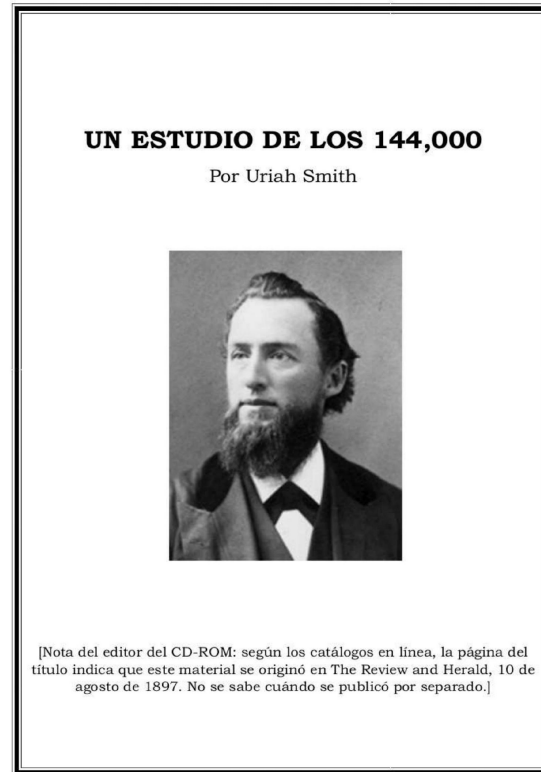 UN ESTUDIO DE LOS 144,000
Por Uriah Smith
[Nota del editor del CD-ROM: según los catálogos en línea, la página del
título indica que este material se originó en The Review and Herald, 10 de
agosto de 1897. No se sabe cuándo se publicó por separado.]